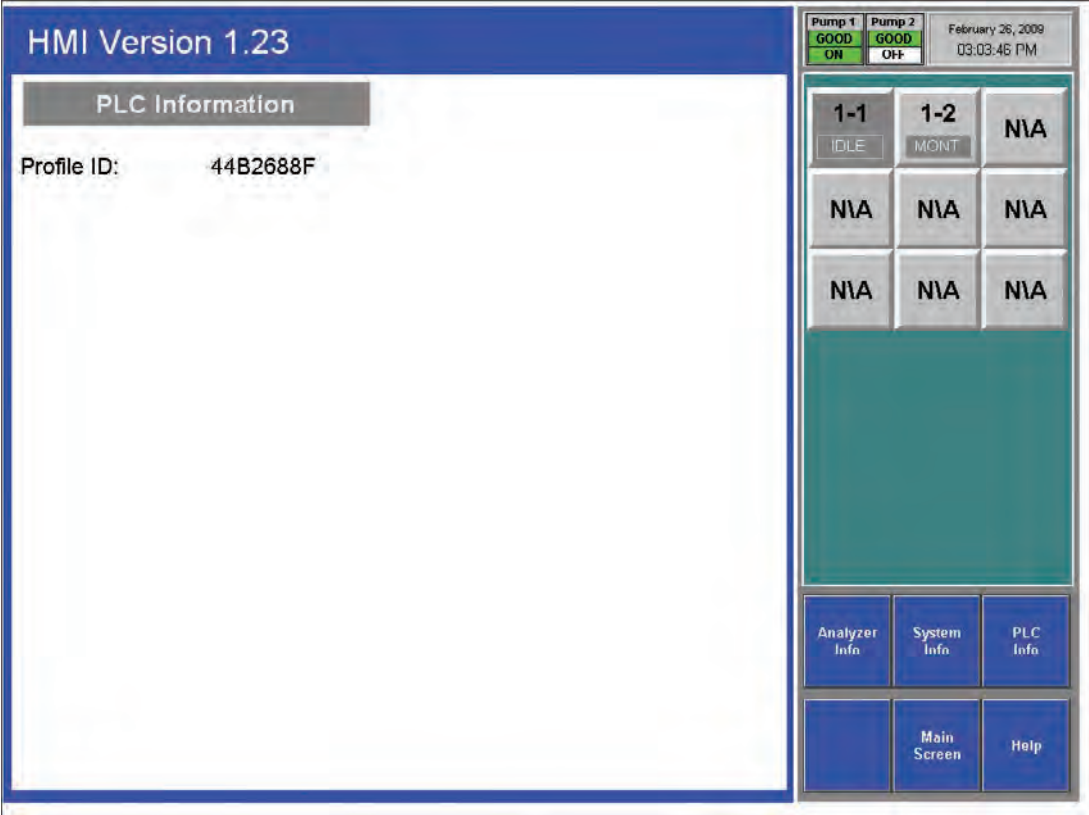 HMI Version 1.23
PLC Information
Profile ID: 44B2688F
Pump 1 Pump 2
GOOD GOOD
ON OFF
February 26, 2009
03:03:46 PM
1-1 1-2 N\A
IDLE MONT
N\A N\A N\A
N\A N\A N\A
Analyzer Info
System Info
PLC Info
Main Screen
Help